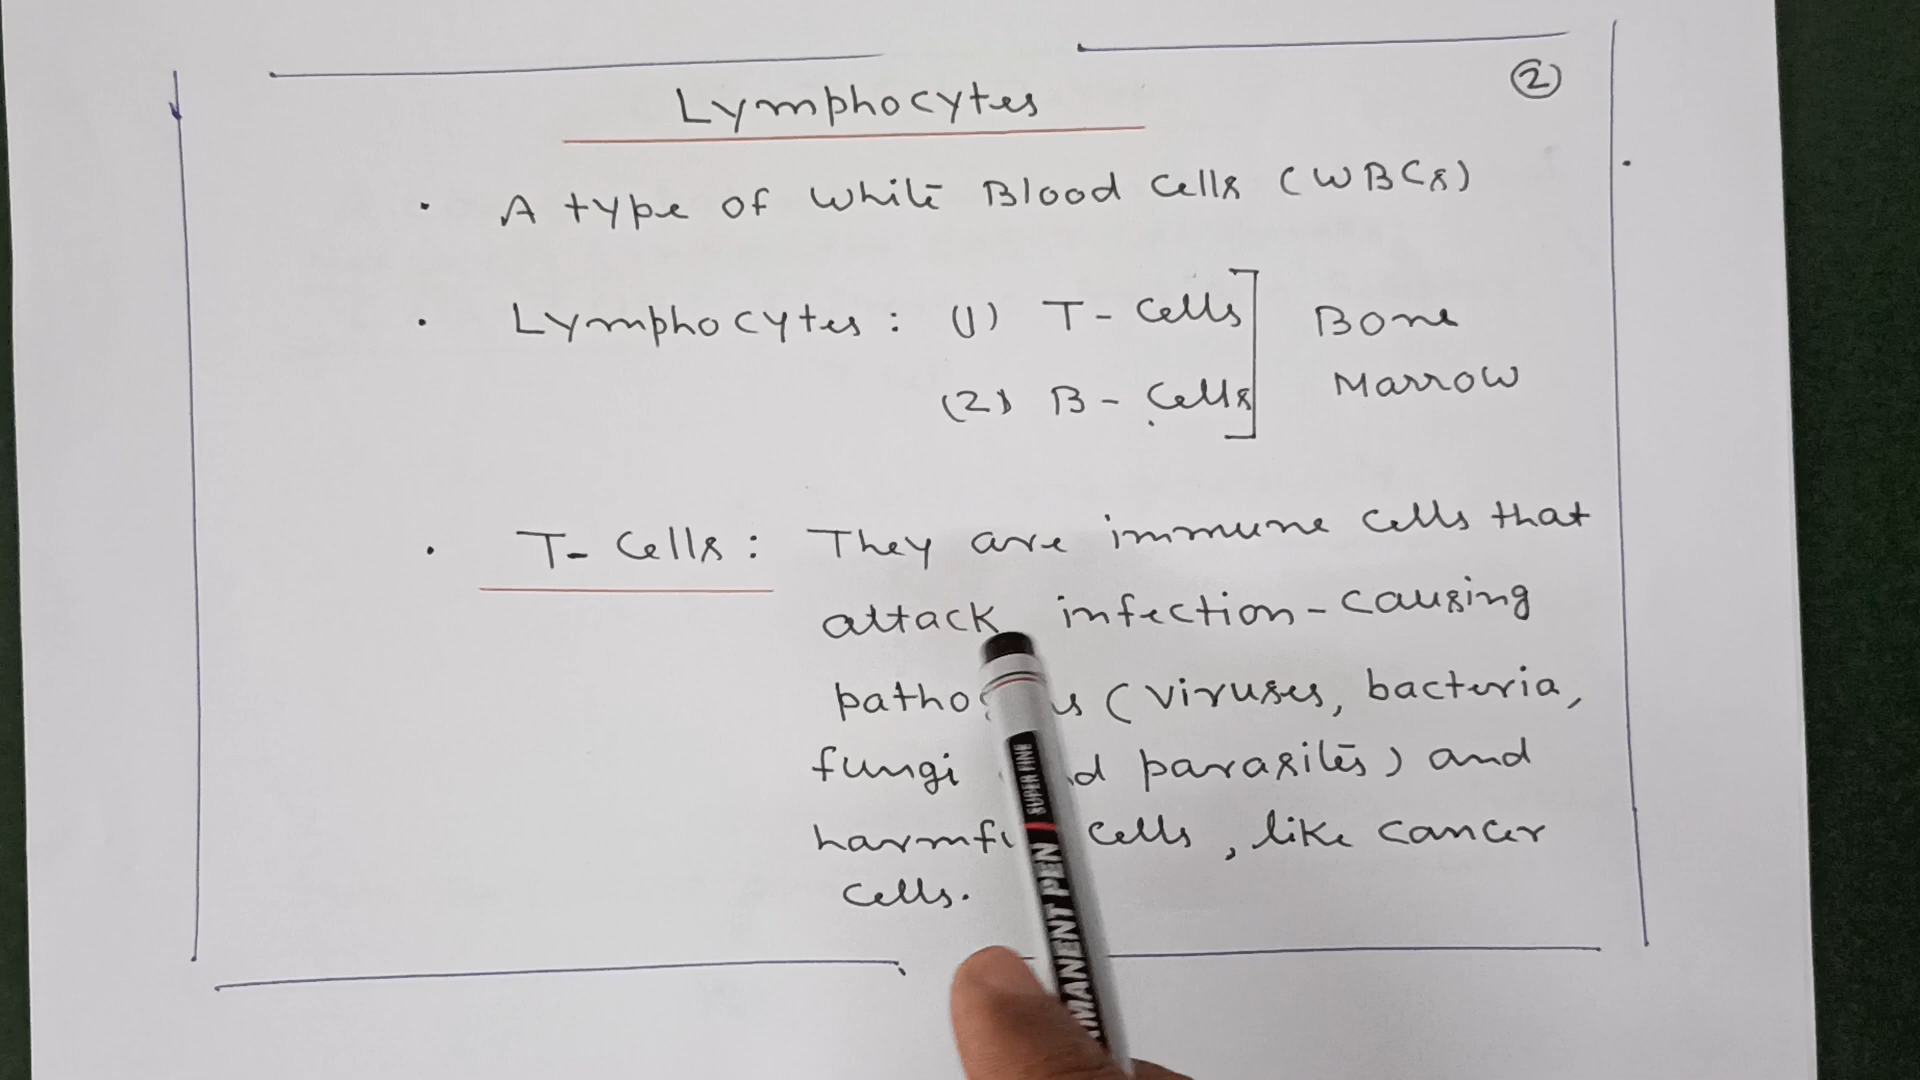 2
Lymphocytes
• A type of White Blood Cells (WBCs)
• Lymphocytes : (1) T- Cells Bone
(2) B - Cells Marrow
• T- Cells : They are immune cells that
attack infection-causing
(viruses, bacteria,
fungi parasites) and
cells, like cancer
cells.
SUPER FINE
PEN